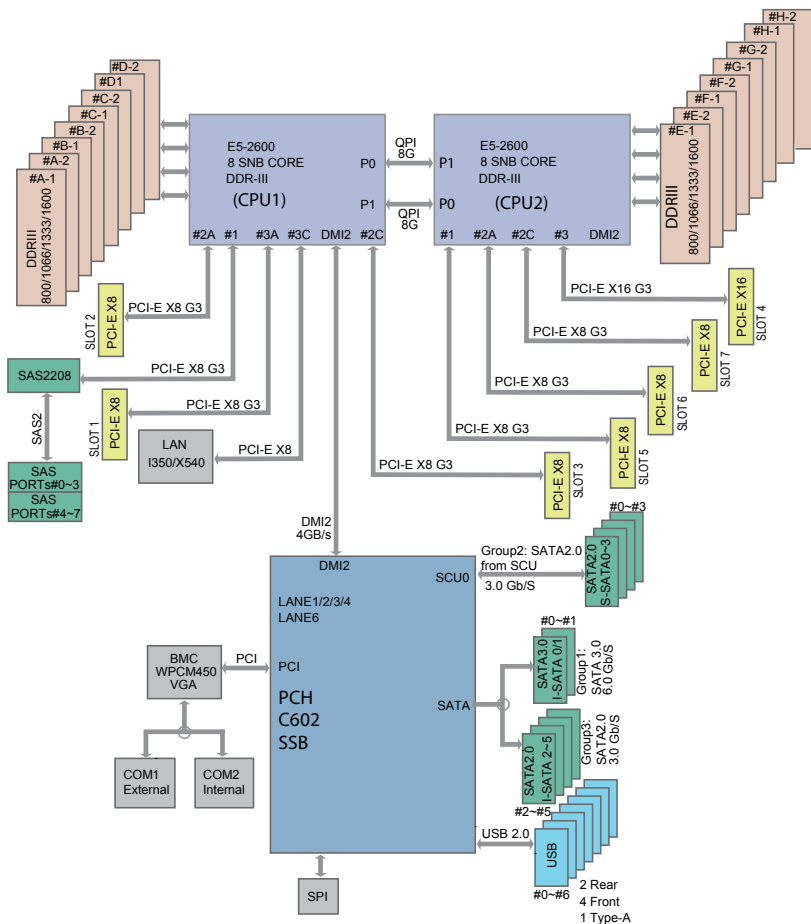 #D-2
#D1
#C-2
#C-1
#B-2
#B-1
#A-2
#A-1
DDRIII
800/1066/1333/1600
E5-2600
8 SNB CORE
DDR-III
(CPU1)
P0
P1
#2A #1 #3A #3C DMI2 #2C
QPI
8G
QPI
8G
E5-2600
8 SNB CORE
DDR-III
(CPU2)
P1
P0
#1 #2A #2C #3 DMI2
#H-2
#H-1
#G-2
#G-1
#F-2
#F-1
#E-2
#E-1
DDRIII
800/1066/1333/1600
SLOT 2
PCI-E X8
PCI-E X8 G3
PCI-E X16 G3
PCI-E X16
SLOT 4
PCI-E X8 G3
PCI-E X8
SLOT 7
SAS2208
PCI-E X8 G3
PCI-E X8 G3
PCI-E X8
SLOT 6
SAS2
SLOT 1
PCI-E X8
PCI-E X8 G3
PCI-E X8 G3
PCI-E X8
SLOT 5
LAN
I350/X540
PCI-E X8
PCI-E X8 G3
PCI-E X8
SLOT 3
SAS
PORTs#0~3
SAS
PORTs#4~7
DMI2
4GB/s
DMI2
SCU0
LANE1/2/3/4
LANE6
PCI
PCH
C602
SSB
SATA
Group2: SATA2.0
from SCU
3.0 Gb/S
#0~#3
SATA2.0
S-SATA0~3
#0~#1
SATA3.0
I-SATA 0/1
Group1:
SATA 3.0
6.0 Gb/S
SATA2.0
I-SATA 2~5
Group3:
SATA2.0
3.0 Gb/S
#2~#5
BMC
WPCM450
VGA
PCI
COM1
External
COM2
Internal
USB 2.0
USB
#0~#6
2 Rear
4 Front
1 Type-A
SPI